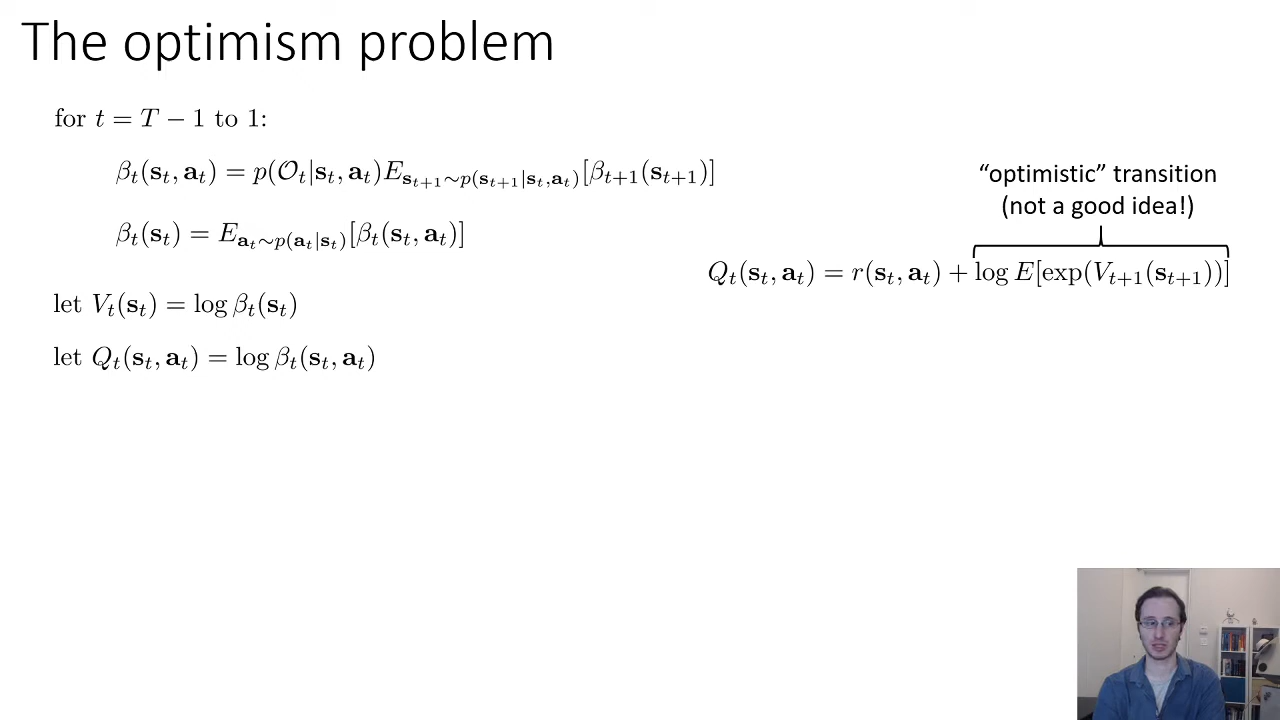 The optimism problem
for t = T − 1 to 1:
β_t(s_t, a_t) = p(O_t|s_t, a_t)E_{s_{t+1}∼p(s_{t+1}|s_t,a_t)}[β_{t+1}(s_{t+1})]
β_t(s_t) = E_{a_t∼p(a_t|s_t)}[β_t(s_t, a_t)]
let V_t(s_t) = log β_t(s_t)
let Q_t(s_t, a_t) = log β_t(s_t, a_t)
“optimistic” transition
(not a good idea!)
Q_t(s_t, a_t) = r(s_t, a_t) + log E[exp(V_{t+1}(s_{t+1}))]